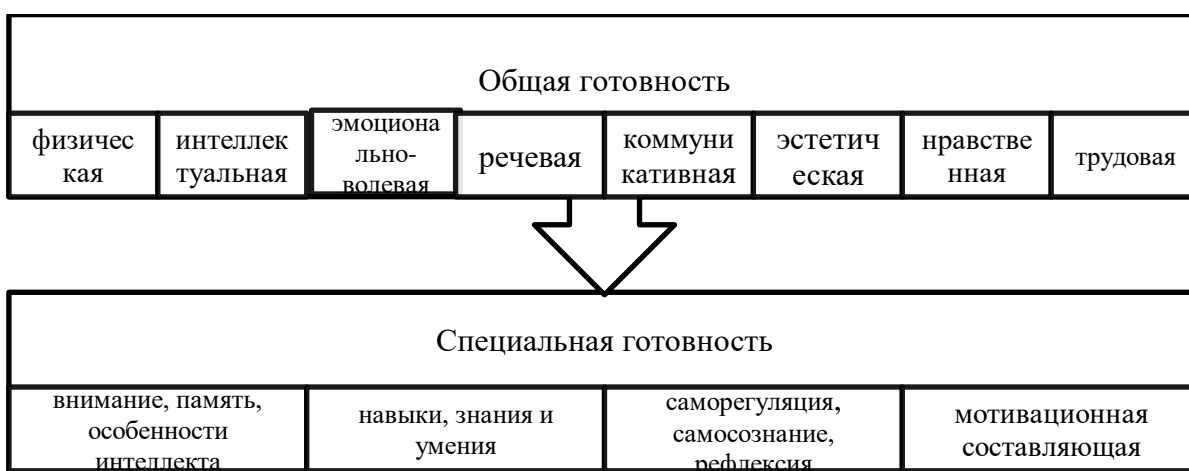 Общая готовность
физичес
кая
интеллек
туальная
эмоциона
льно-
волевая
речевая
коммуни
кативная
эстетич
еская
нравстве
нная
трудовая
Специальная готовность
внимание, память,
особенности
интеллекта
навыки, знания и
умения
саморегуляция,
самосознание,
рефлексия
мотивационная
составляющая